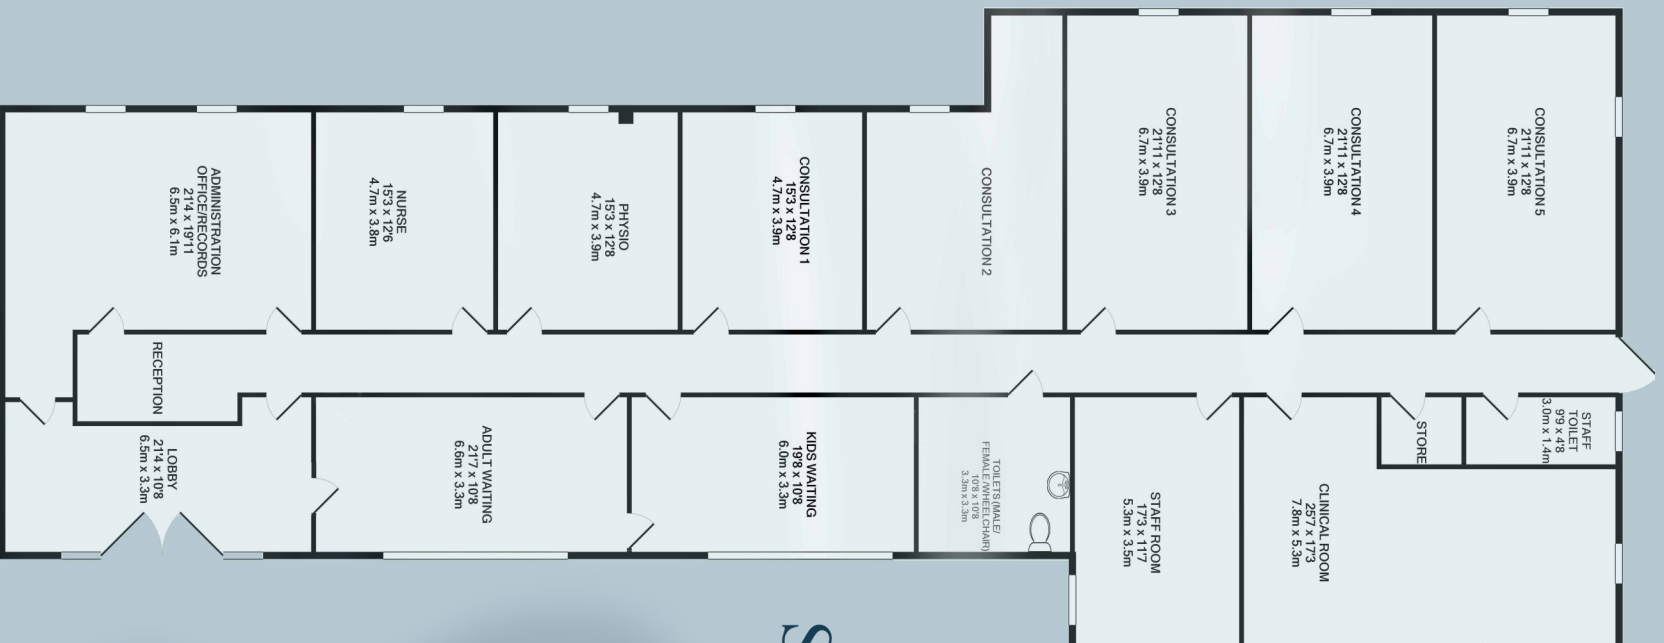 ADMINISTRATION
OFFICE/RECORDS
21'4 x 19'11
6.5m x 6.1m
NURSE
15'3 x 12'6
4.7m x 3.8m
PHYSIO
15'3 x 12'8
4.7m x 3.9m
CONSULTATION 1
15'3 x 12'8
4.7m x 3.9m
CONSULTATION 2
CONSULTATION 3
21'11 x 12'8
6.7m x 3.9m
CONSULTATION 4
21'11 x 12'8
6.7m x 3.9m
CONSULTATION 5
21'11 x 12'8
6.7m x 3.9m
RECEPTION
LOBBY
21'4 x 10'8
6.5m x 3.3m
ADULT WAITING
21'7 x 10'8
6.6m x 3.3m
KIDS WAITING
19'8 x 10'8
6.0m x 3.3m
TOILETS (MALE/
FEMALE/WHEELCHAIR)
10'8 x 10'8
3.3m x 3.3m
STAFF ROOM
17'3 x 11'7
5.3m x 3.5m
CLINICAL ROOM
25'7 x 17'3
7.8m x 5.3m
STORE
STAFF
TOILET
9'9 x 4'8
3.0m x 1.4m
S